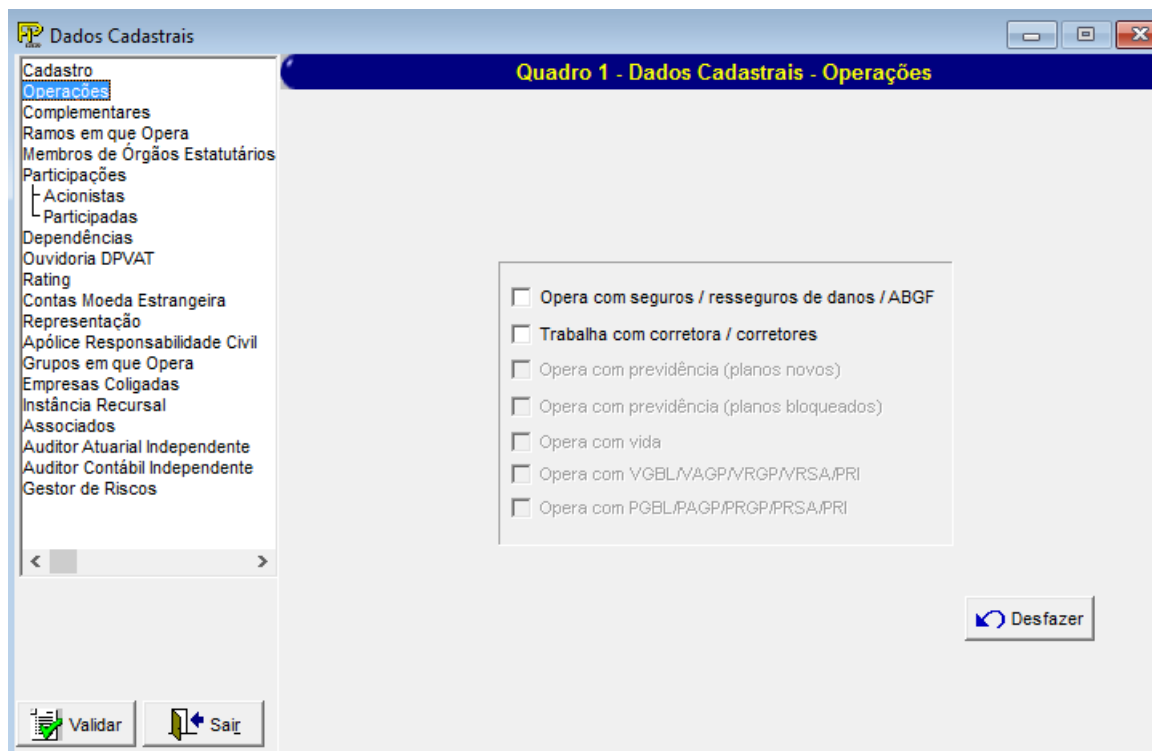 Dados Cadastrais
Cadastro
Operações
Complementares
Ramos em que Opera
Membros de Órgãos Estatutários
Participações
Acionistas
Participadas
Dependências
Ouvidoria DPVAT
Rating
Contas Moeda Estrangeira
Representação
Apólice Responsabilidade Civil
Grupos em que Opera
Empresas Coligadas
Instância Recursal
Associados
Auditor Atuarial Independente
Auditor Contábil Independente
Gestor de Riscos
Validar
Sair
Quadro 1 - Dados Cadastrais - Operações
Opera com seguros / resseguros de danos / ABGF
Trabalha com corretora / corretores
Opera com previdência (planos novos)
Opera com previdência (planos bloqueados)
Opera com vida
Opera com VGBL/VAGP/VRGP/VRSA/PRI
Opera com PGBL/PAGP/PRGP/PRSA/PRI
Desfazer